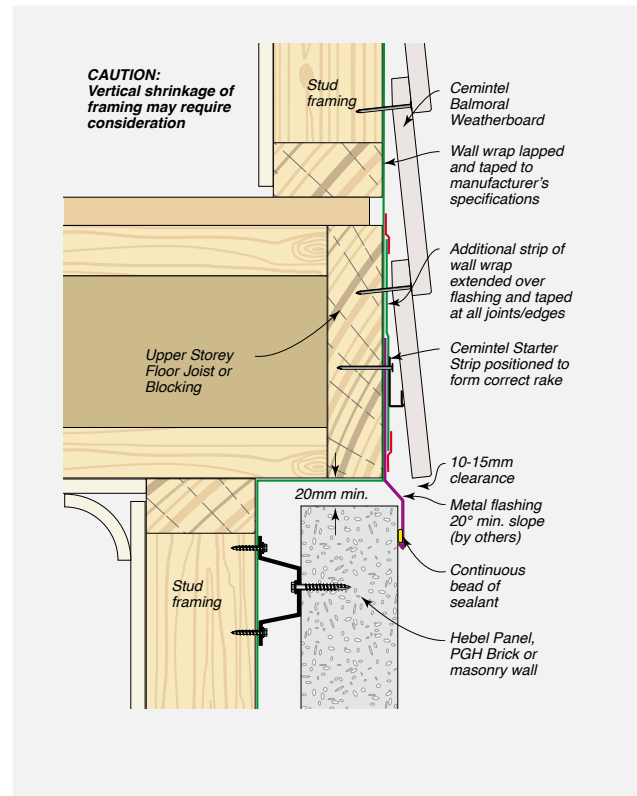 CAUTION:
Vertical shrinkage of
framing may require
consideration
Stud
framing
Cemintel
Balmoral
Weatherboard
Wall wrap lapped
and taped to
manufacturer's
specifications
Additional strip of
wall wrap
extended over
flashing and taped
at all joints/edges
Upper Storey
Floor Joist or
Blocking
Cemintel Starter
Strip positioned to
form correct rake
10-15mm
clearance
20mm min.
Metal flashing
20° min. slope
(by others)
Continuous
bead of
sealant
Stud
framing
Hebel Panel,
PGH Brick or
masonry wall